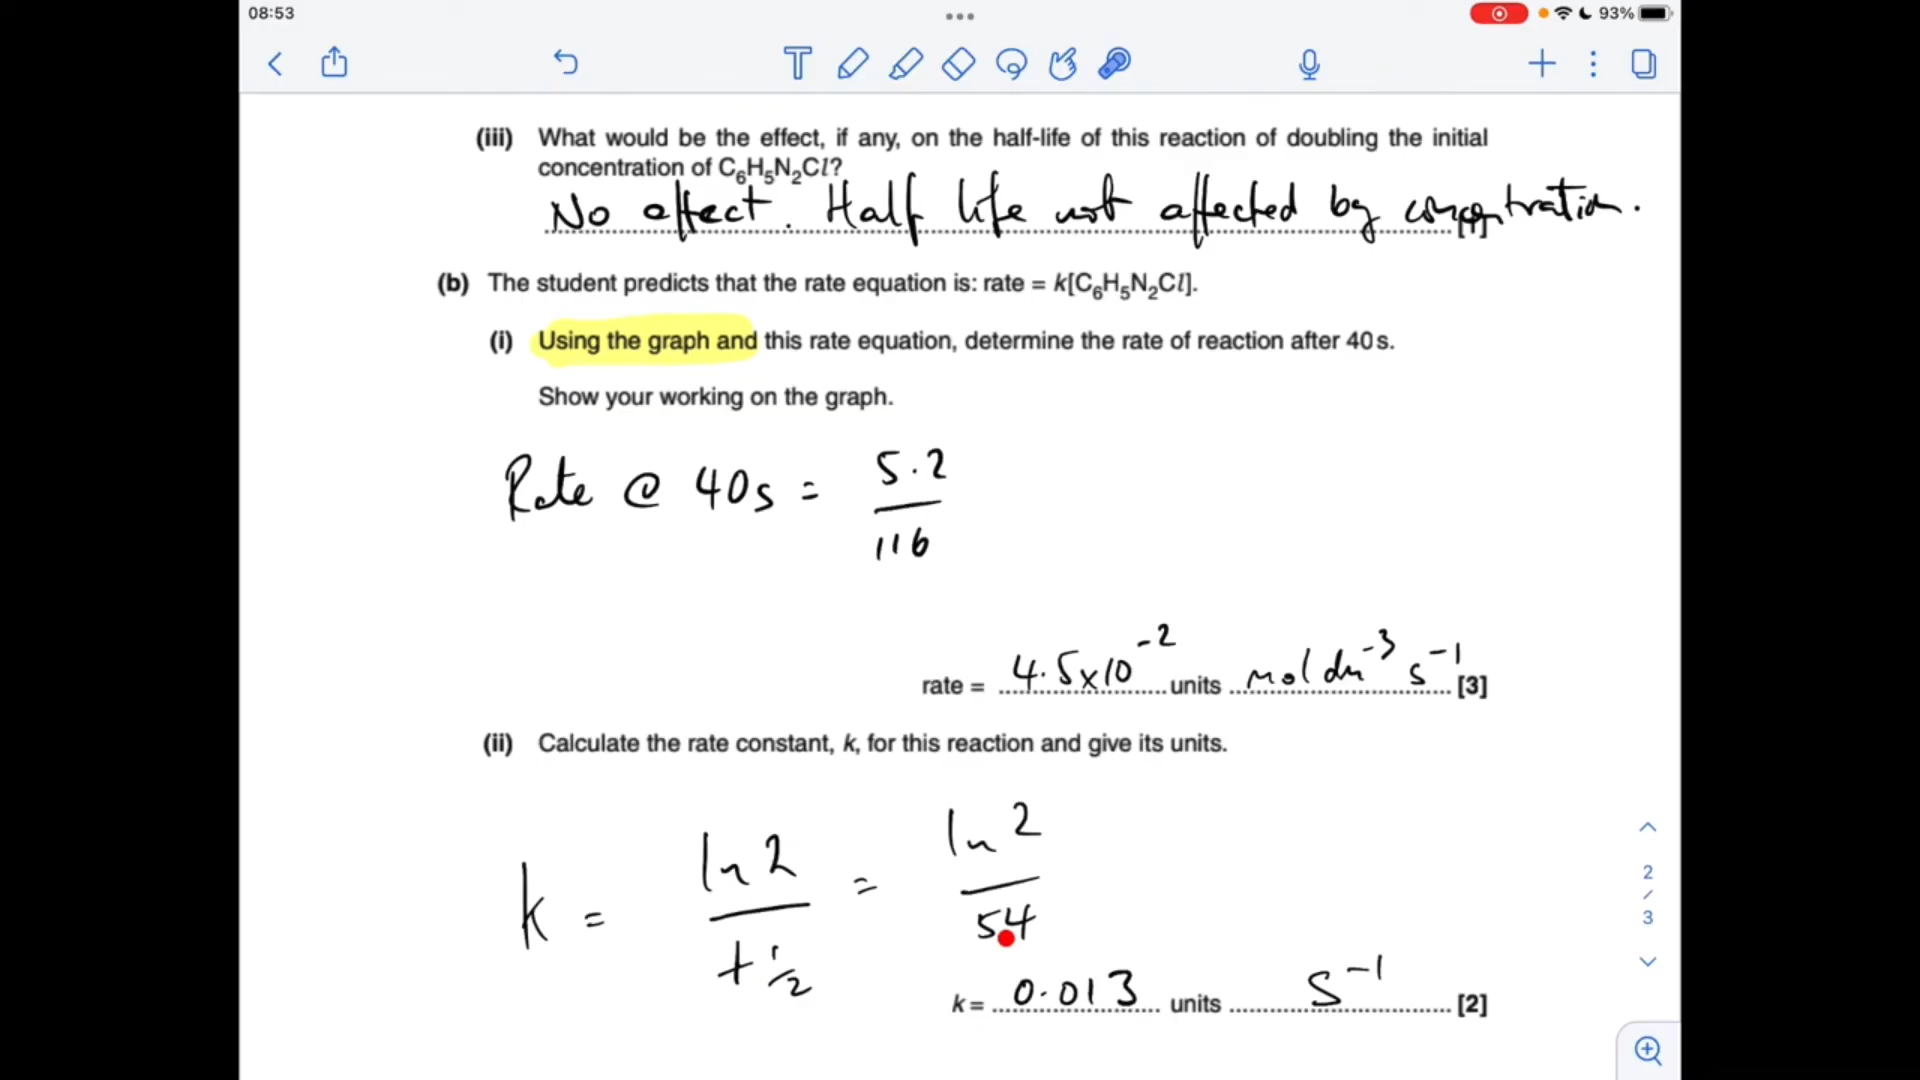 08:53
93%
(iii) What would be the effect, if any, on the half-life of this reaction of doubling the initial
concentration of C₆H₅N₂Cl?
No effect. Half life not affected by concentration.
[1]
(b) The student predicts that the rate equation is: rate = k[C₆H₅N₂Cl].
(i) Using the graph and this rate equation, determine the rate of reaction after 40 s.
Show your working on the graph.
Rate @ 40s = 5.2/116
rate = 4.5x10⁻² units mol dm⁻³ s⁻¹ [3]
(ii) Calculate the rate constant, k, for this reaction and give its units.
k = ln 2/t½ = ln 2/54
k = 0.013 units s⁻¹ [2]
2
/
3